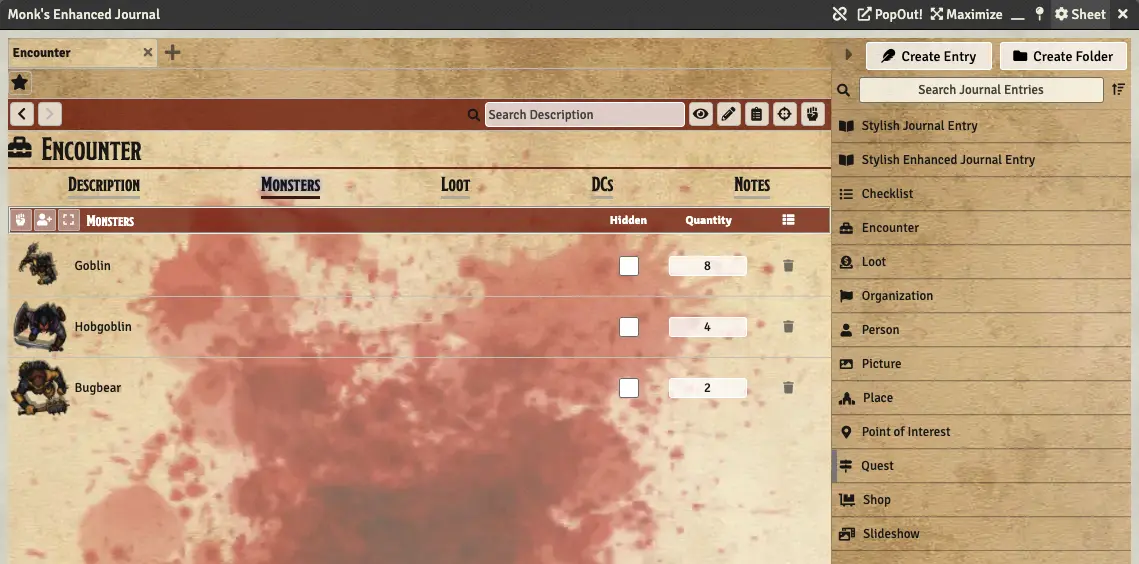 Monk's Enhanced Journal
PopOut! Maximize Sheet
Encounter
Create Entry Create Folder
Search Journal Entries
Search Description
Encounter
Description Monsters Loot DCs Notes
Monsters Hidden Quantity
Goblin 8
Hobgoblin 4
Bugbear 2
Stylish Journal Entry
Stylish Enhanced Journal Entry
Checklist
Encounter
Loot
Organization
Person
Picture
Place
Point of Interest
Quest
Shop
Slideshow